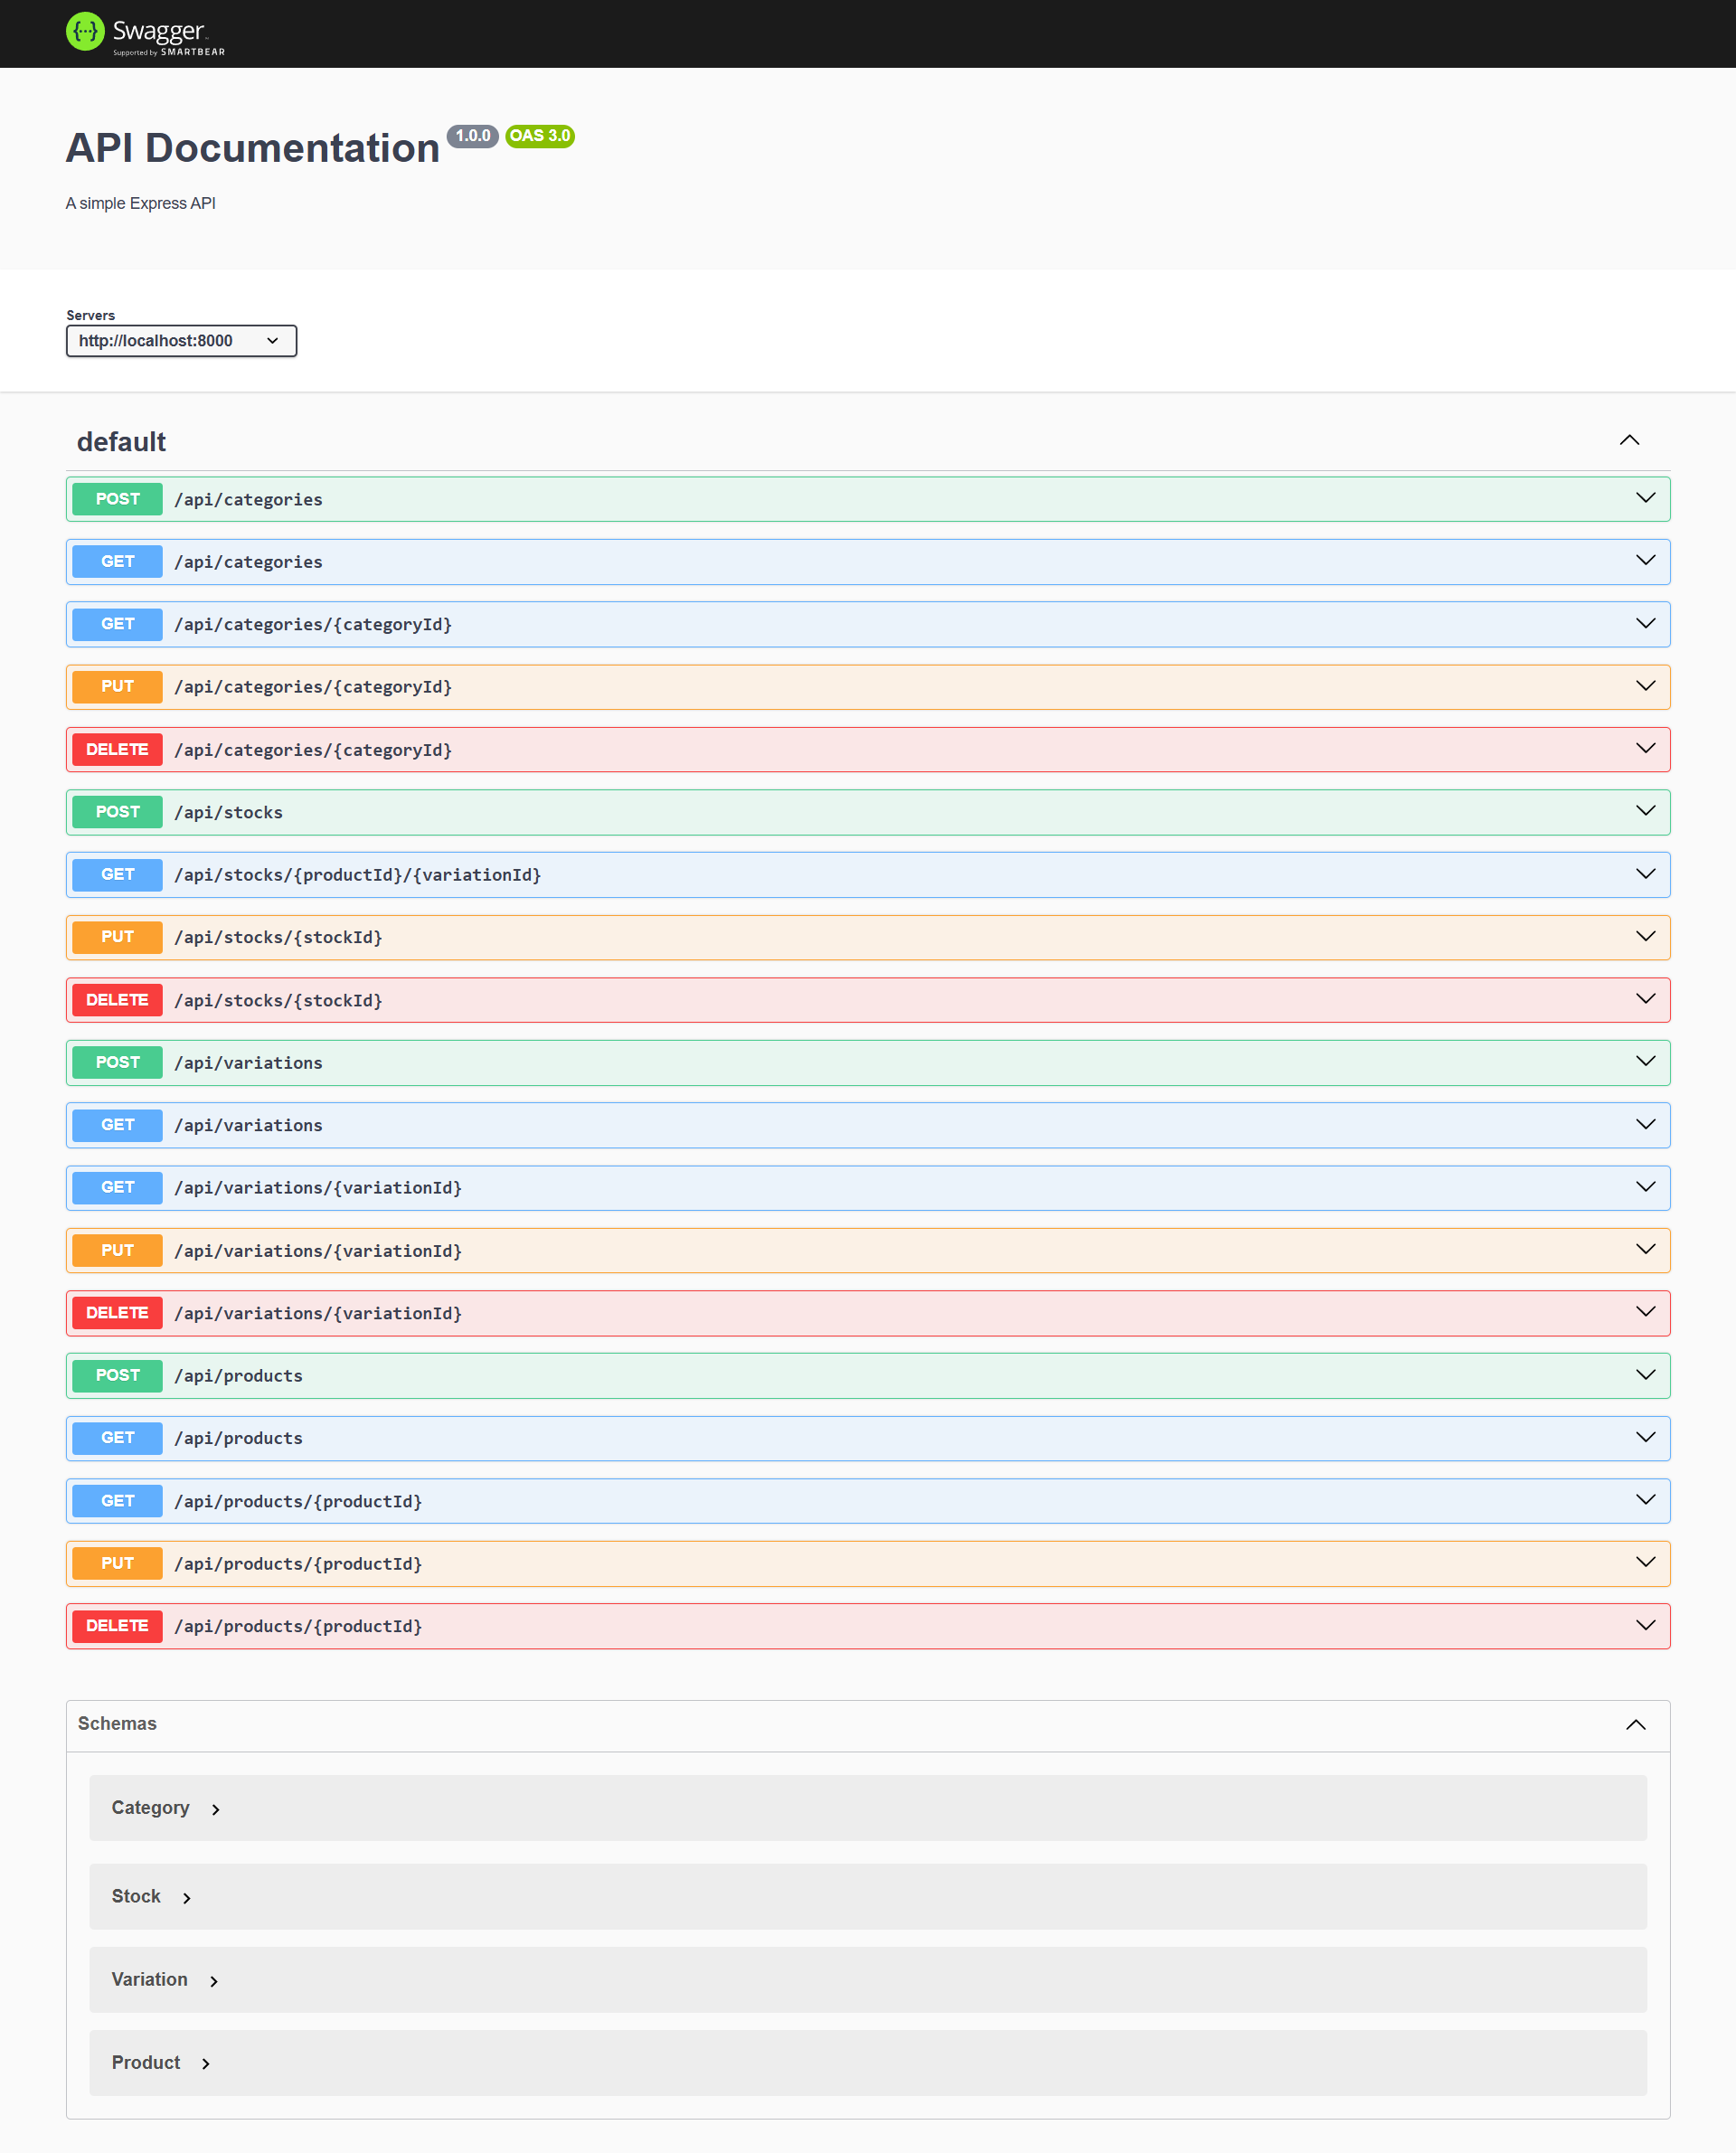 Swagger
Supported by SMARTBEAR
API Documentation 1.0.0 OAS 3.0
A simple Express API
Servers
http://localhost:8000
default
POST /api/categories
GET /api/categories
GET /api/categories/{categoryId}
PUT /api/categories/{categoryId}
DELETE /api/categories/{categoryId}
POST /api/stocks
GET /api/stocks/{productId}/{variationId}
PUT /api/stocks/{stockId}
DELETE /api/stocks/{stockId}
POST /api/variations
GET /api/variations
GET /api/variations/{variationId}
PUT /api/variations/{variationId}
DELETE /api/variations/{variationId}
POST /api/products
GET /api/products
GET /api/products/{productId}
PUT /api/products/{productId}
DELETE /api/products/{productId}
Schemas
Category
Stock
Variation
Product